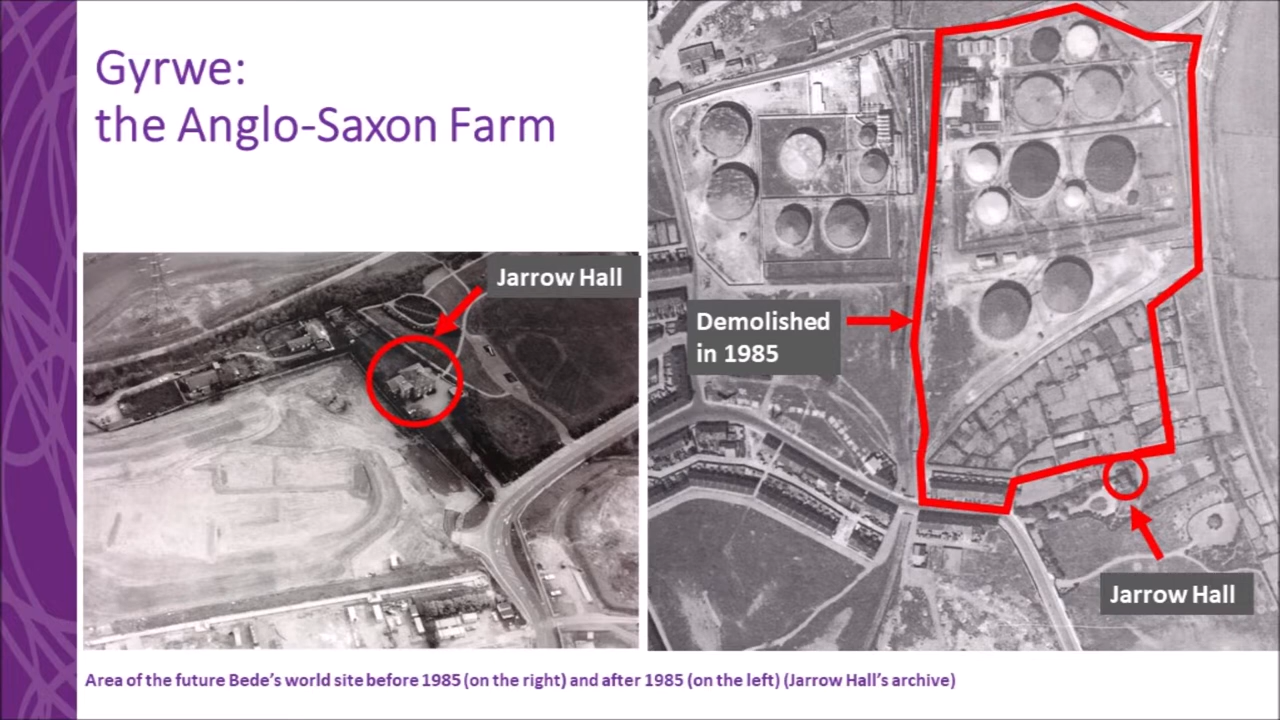 Gyrwe:
the Anglo-Saxon Farm
Jarrow Hall
Demolished
in 1985
Jarrow Hall
Area of the future Bede's world site before 1985 (on the right) and after 1985 (on the left) (Jarrow Hall's archive)